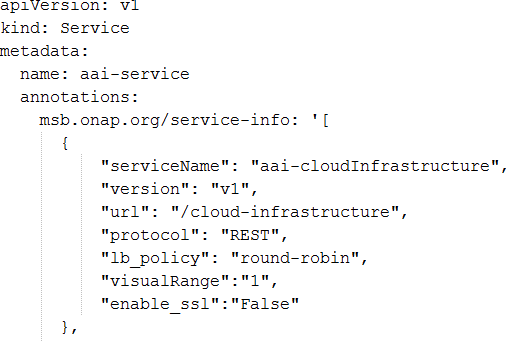 apiVersion: v1
kind: Service
metadata:
  name: aai-service
  annotations:
    msb.onap.org/service-info: '[
      {
          "serviceName": "aai-cloudInfrastructure",
          "version": "v1",
          "url": "/cloud-infrastructure",
          "protocol": "REST",
          "lb_policy": "round-robin",
          "visualRange":"1",
          "enable_ssl":"False"
      },